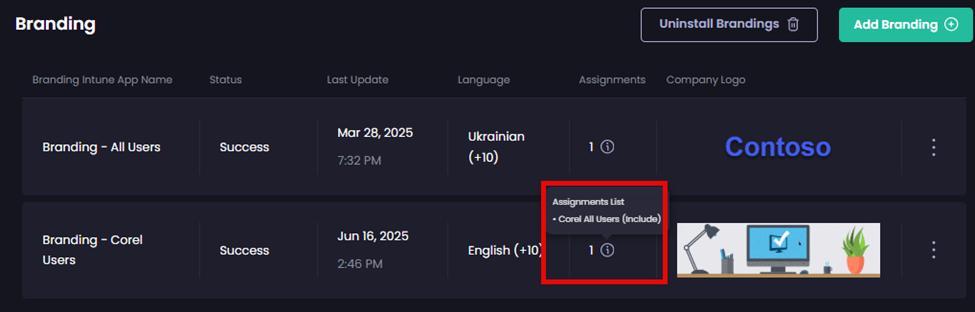 Branding
Uninstall Brandings
Add Branding
Branding Intune App Name
Status
Last Update
Language
Assignments
Company Logo
Branding - All Users
Success
Mar 28, 2025
7:32 PM
Ukrainian
(+10)
1
Contoso
Assignments List
• Corel All Users (Include)
Branding - Corel
Users
Success
Jun 16, 2025
2:46 PM
English (+10)
1